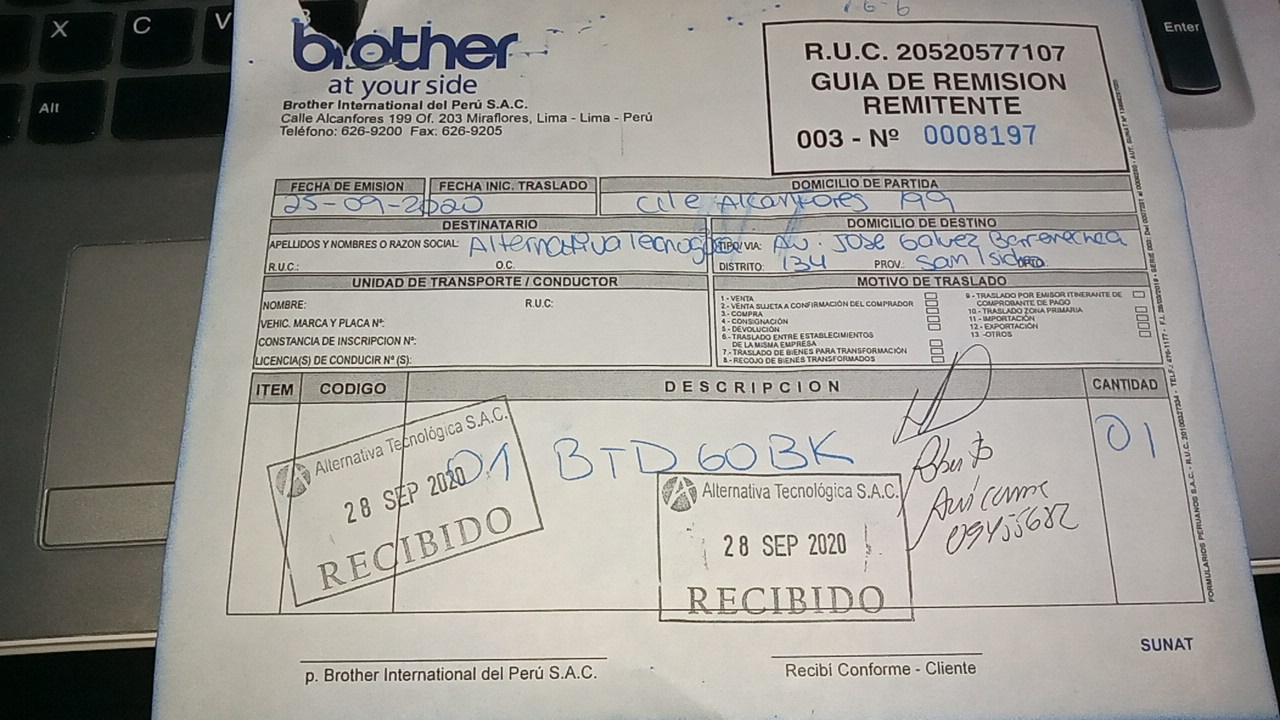 X C V
Alt
Enter
brother
at your side
Brother International del Perú S.A.C.
Calle Alcanfores 199 Of. 203 Miraflores, Lima - Lima - Perú
Teléfono: 626-9200 Fax: 626-9205
R.U.C. 20520577107
GUIA DE REMISION
REMITENTE
003 - Nº 0008197
FECHA DE EMISION FECHA INIC. TRASLADO DOMICILIO DE PARTIDA
25-09-2020 Clle Alcanfores 199
DESTINATARIO DOMICILIO DE DESTINO
APELLIDOS Y NOMBRES O RAZON SOCIAL: Alternativa TIPO/VIA: Av. José Galvez Barrenechea
R.U.C.: O.C. DISTRITO: 134 PROV.: San Isidro
UNIDAD DE TRANSPORTE / CONDUCTOR MOTIVO DE TRASLADO
NOMBRE: R.U.C:
VEHIC. MARCA Y PLACA Nº:
CONSTANCIA DE INSCRIPCION Nº:
LICENCIA(S) DE CONDUCIR Nº (S):
1 - VENTA
2 - VENTA SUJETA A CONFIRMACIÓN DEL COMPRADOR
3 - COMPRA
4 - CONSIGNACIÓN
5 - DEVOLUCIÓN
6 - TRASLADO ENTRE ESTABLECIMIENTOS
DE LA MISMA EMPRESA
7 - TRASLADO DE BIENES PARA TRANSFORMACIÓN
8 - RECOJO DE BIENES TRANSFORMADOS
9 - TRASLADO POR EMISOR ITINERANTE DE
COMPROBANTE DE PAGO
10 - TRASLADO ZONA PRIMARIA
11 - IMPORTACIÓN
12 - EXPORTACIÓN
13 - OTROS
ITEM CODIGO DESCRIPCION CANTIDAD
01 BTD60BK 01
Alternativa Tecnológica S.A.C.
28 SEP 2020
RECIBIDO
Alternativa Tecnológica S.A.C.
28 SEP 2020
RECIBIDO
09455682
SUNAT
p. Brother International del Perú S.A.C. Recibí Conforme - Cliente
FORMULARIOS PERUANOS S.A.C.